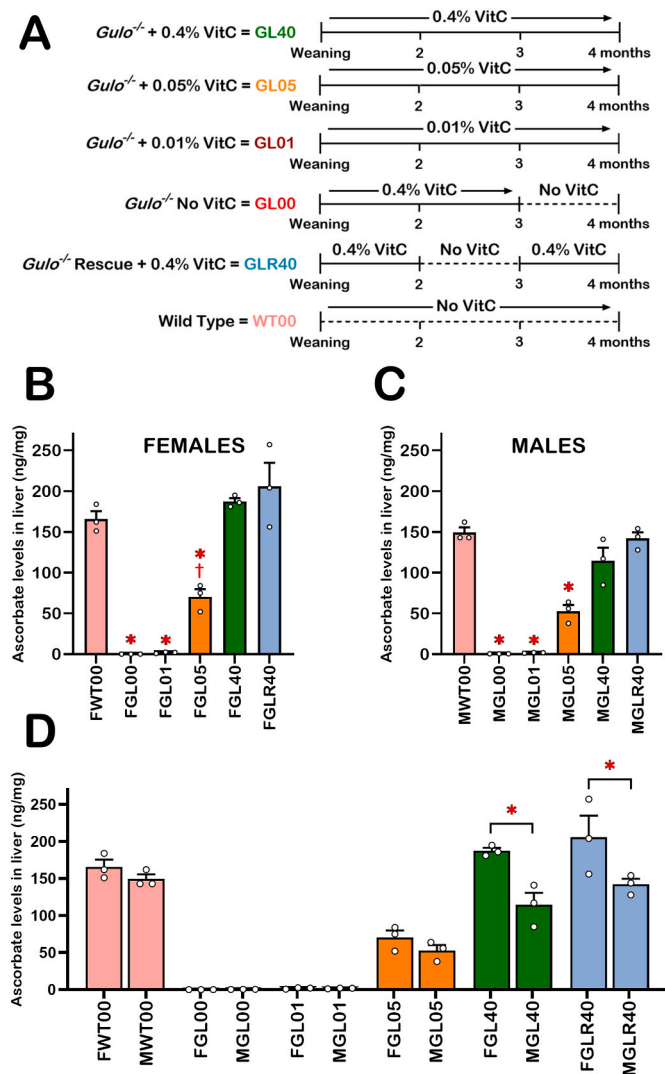 A
Gulo-/- + 0.4% VitC = GL40
0.4% VitC
Weaning 2 3 4 months
Gulo-/- + 0.05% VitC = GL05
0.05% VitC
Weaning 2 3 4 months
Gulo-/- + 0.01% VitC = GL01
0.01% VitC
Weaning 2 3 4 months
Gulo-/- No VitC = GL00
0.4% VitC No VitC
Weaning 2 3 4 months
Gulo-/- Rescue + 0.4% VitC = GLR40
0.4% VitC No VitC 0.4% VitC
Weaning 2 3 4 months
Wild Type = WT00
No VitC
Weaning 2 3 4 months
B
FEMALES
Ascorbate levels in liver (ng/mg)
250
200
150
100
50
0
*
*
*
†
FWT00
FGL00
FGL01
FGL05
FGL40
FGLR40
C
MALES
Ascorbate levels in liver (ng/mg)
250
200
150
100
50
0
*
*
*
MWT00
MGL00
MGL01
MGL05
MGL40
MGLR40
D
Ascorbate levels in liver (ng/mg)
250
200
150
100
50
0
*
*
FWT00
MWT00
FGL00
MGL00
FGL01
MGL01
FGL05
MGL05
FGL40
MGL40
FGLR40
MGLR40